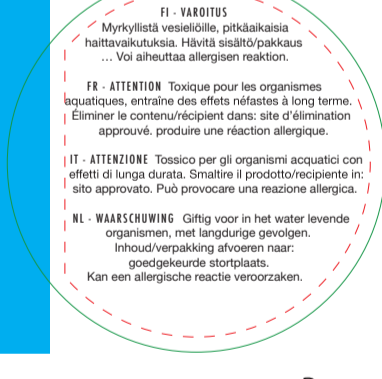 FI - VAROITUS
Myrkyllistä vesieliöille, pitkäaikaisia
haittavaikutuksia. Hävitä sisältö/pakkaus
… Voi aiheuttaa allergisen reaktion.
FR - ATTENTION Toxique pour les organismes
aquatiques, entraîne des effets néfastes à long terme.
Éliminer le contenu/récipient dans: site d'élimination
approuvé. produire une réaction allergique.
IT - ATTENZIONE Tossico per gli organismi acquatici con
effetti di lunga durata. Smaltire il prodotto/recipiente in:
sito approvato. Può provocare una reazione allergica.
NL - WAARSCHUWING Giftig voor in het water levende
organismen, met langdurige gevolgen.
Inhoud/verpakking afvoeren naar:
goedgekeurde stortplaats.
Kan een allergische reactie veroorzaken.